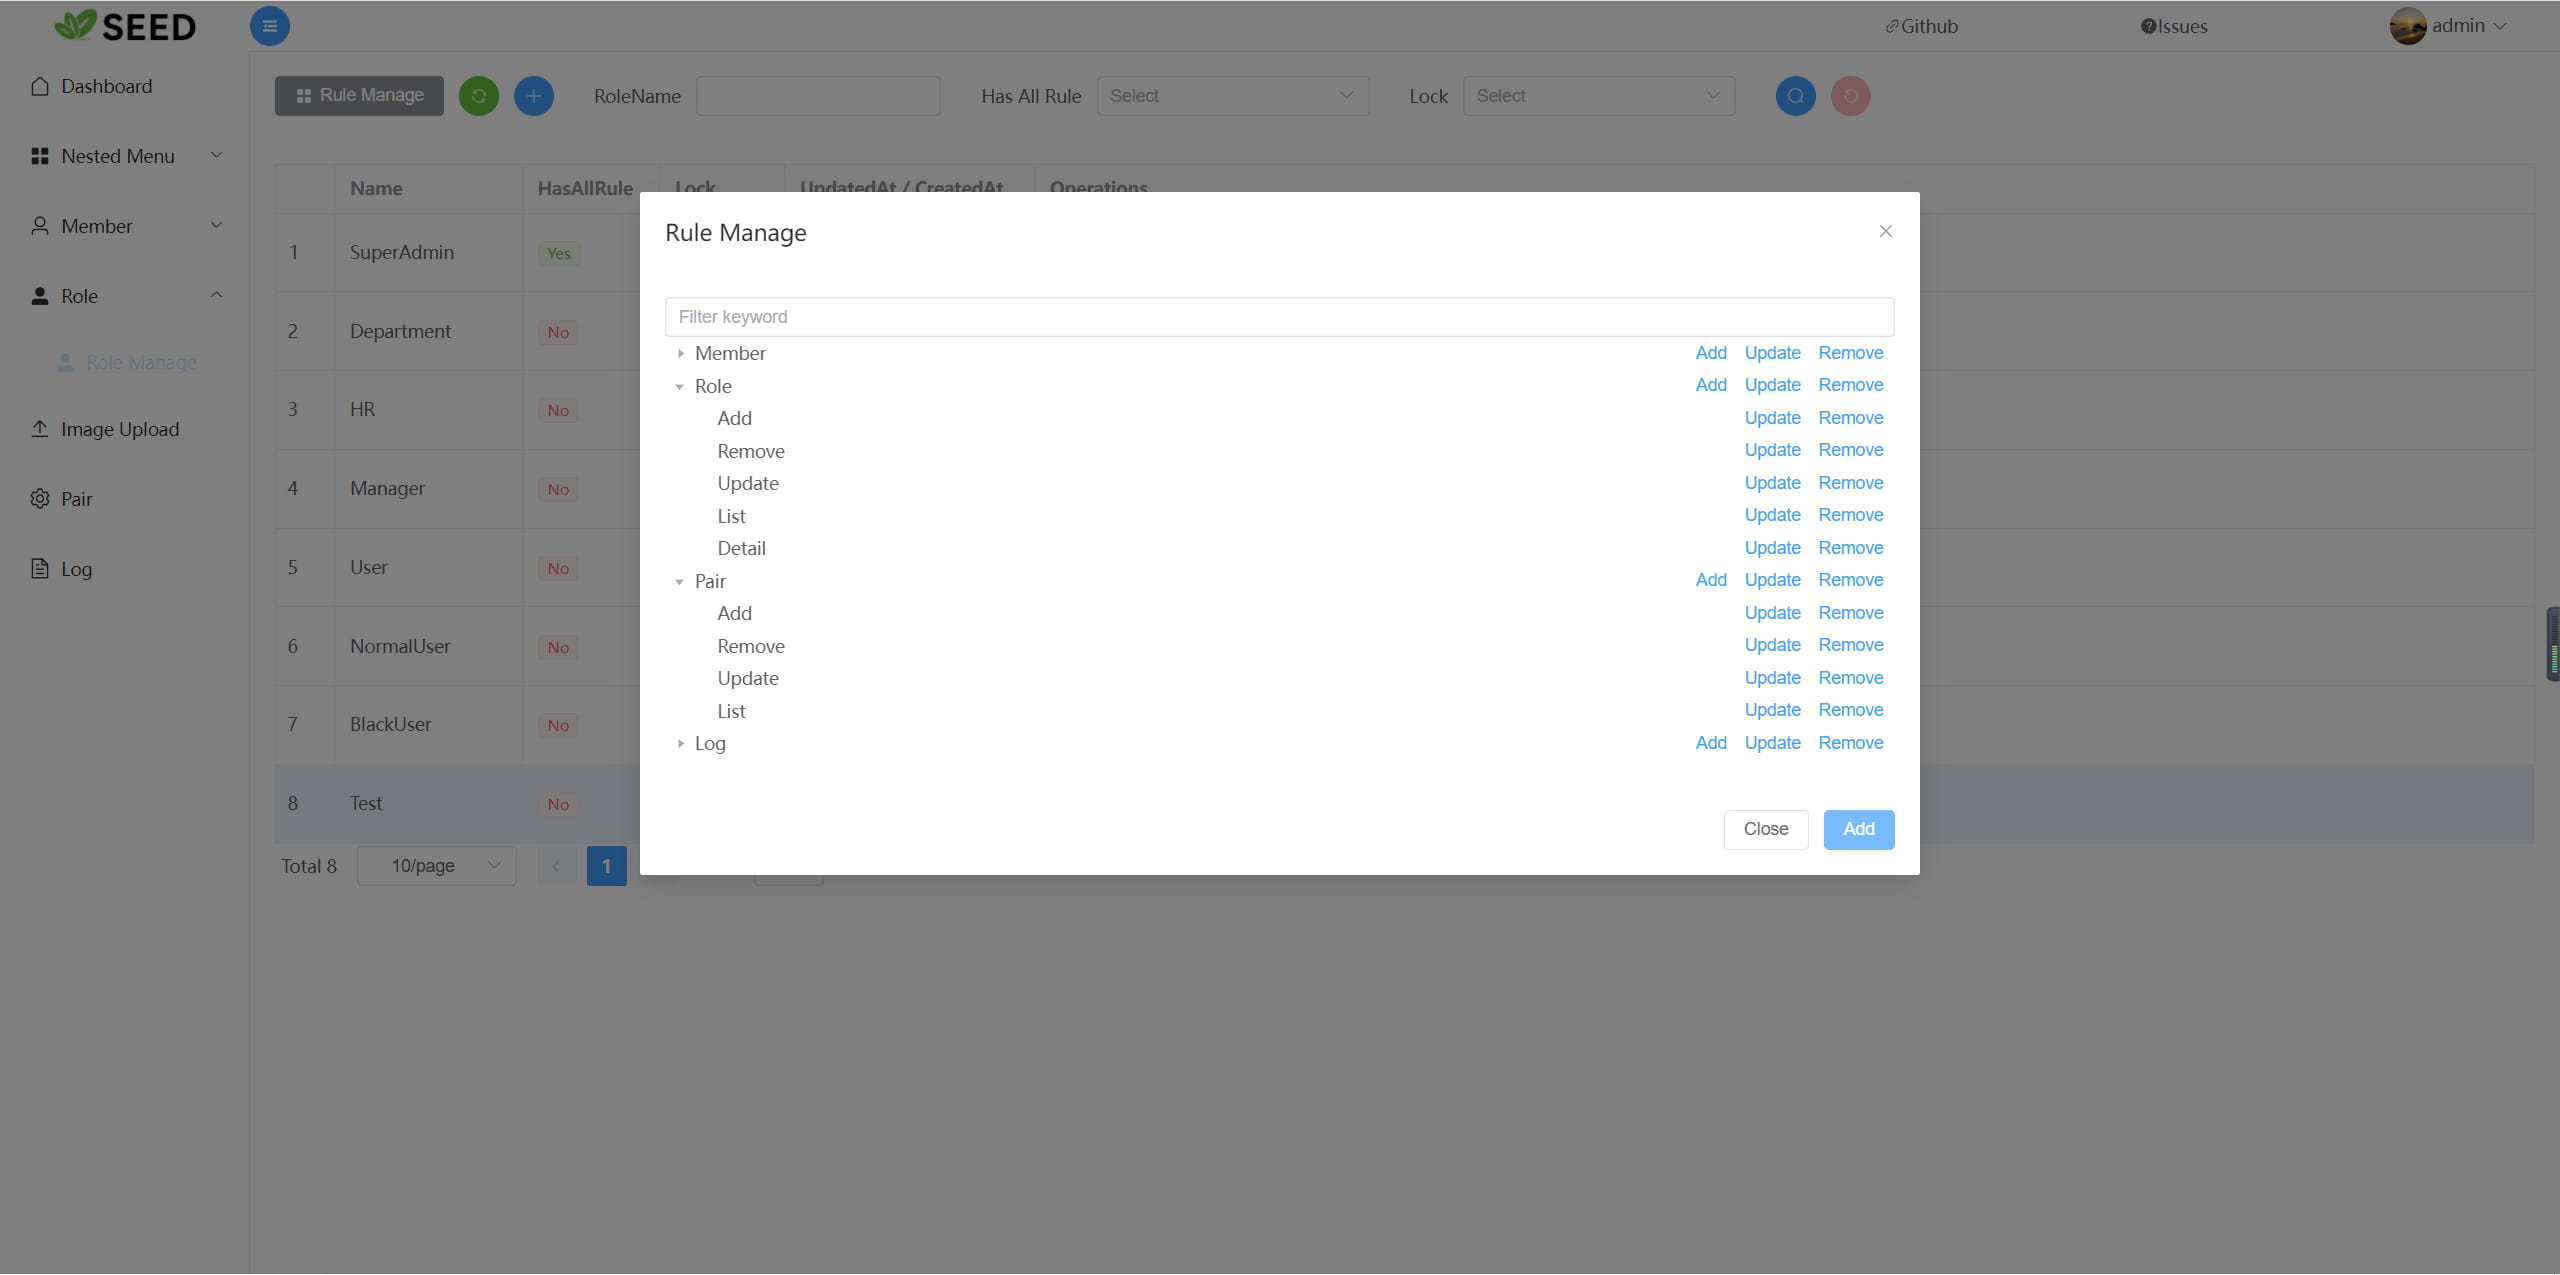 SEED
Github
Issues
admin
Dashboard
Nested Menu
Member
Role
Role Manage
Image Upload
Pair
Log
Rule Manage
RoleName
Has All Rule Select
Lock Select
Name HasAllRule Lock UpdatedAt / CreatedAt Operations
1 SuperAdmin Yes
2 Department No
3 HR No
4 Manager No
5 User No
6 NormalUser No
7 BlackUser No
8 Test No
Total 8 10/page 1
Rule Manage
Filter keyword
Member Add Update Remove
Role Add Update Remove
Add Update Remove
Remove Update Remove
Update Update Remove
List Update Remove
Detail Update Remove
Pair Add Update Remove
Add Update Remove
Remove Update Remove
Update Update Remove
List Update Remove
Log Add Update Remove
Close Add